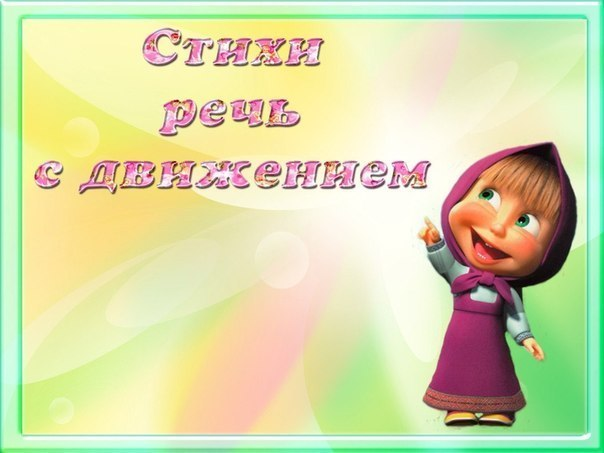 Стихи
речь
с движением